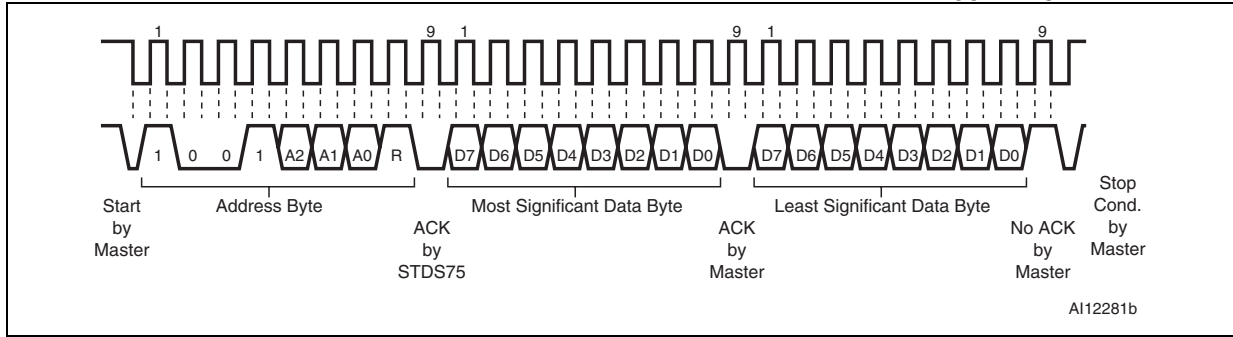 1 9 1 9 1 9
1 0 0 1 A2 A1 A0 R D7 D6 D5 D4 D3 D2 D1 D0 D7 D6 D5 D4 D3 D2 D1 D0
Start
by
Master
Address Byte
ACK
by
STDS75
Most Significant Data Byte
ACK
by
Master
Least Significant Data Byte
No ACK
by
Master
Stop
Cond.
by
Master
AI12281b